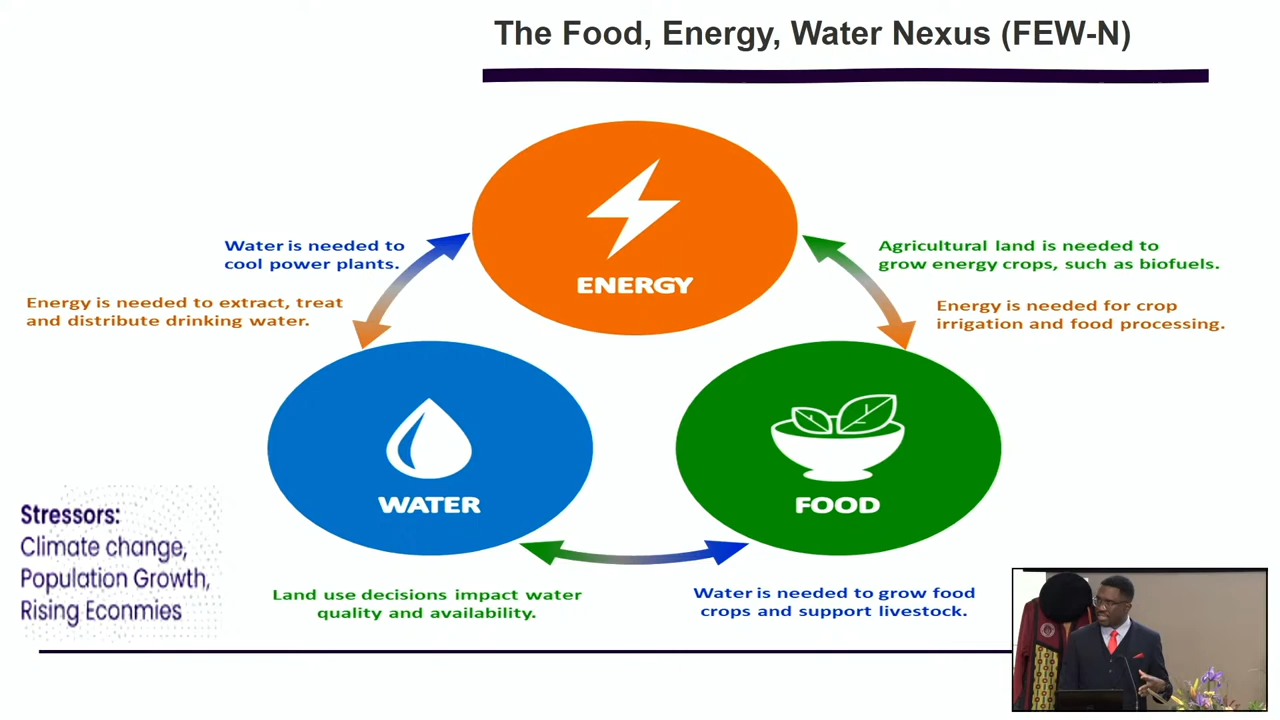 The Food, Energy, Water Nexus (FEW-N)
ENERGY
Water is needed to
cool power plants.
Energy is needed to extract, treat
and distribute drinking water.
Agricultural land is needed to
grow energy crops, such as biofuels.
Energy is needed for crop
irrigation and food processing.
WATER
FOOD
Stressors:
Climate change,
Population Growth,
Rising Econmies
Land use decisions impact water
quality and availability.
Water is needed to grow food
crops and support livestock.